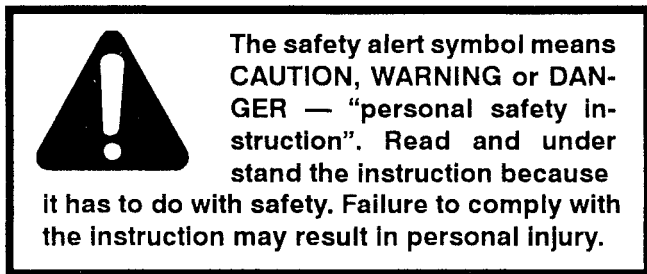 The safety alert symbol means
CAUTION, WARNING or DAN-
GER — “personal safety in-
struction”. Read and under
stand the instruction because
it has to do with safety. Failure to comply with
the instruction may result in personal injury.